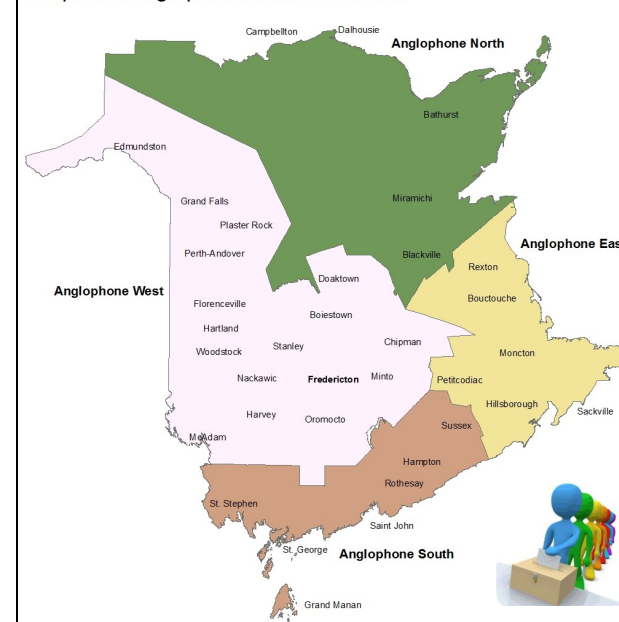 Campbellton
Dalhousie
Anglophone North
Bathurst
Edmundston
Miramichi
Grand Falls
Plaster Rock
Perth-Andover
Blackville
Anglophone Eas
Rexton
Doaktown
Anglophone West
Bouctouche
Florenceville
Boiestown
Hartland
Chipman
Stanley
Woodstock
Moncton
Nackawic
Fredericton
Minto
Petitcodiac
Hillsborough
Sackville
Harvey
Oromocto
Sussex
McAdam
Hampton
Rothesay
St. Stephen
Saint John
St. George
Anglophone South
Grand Manan